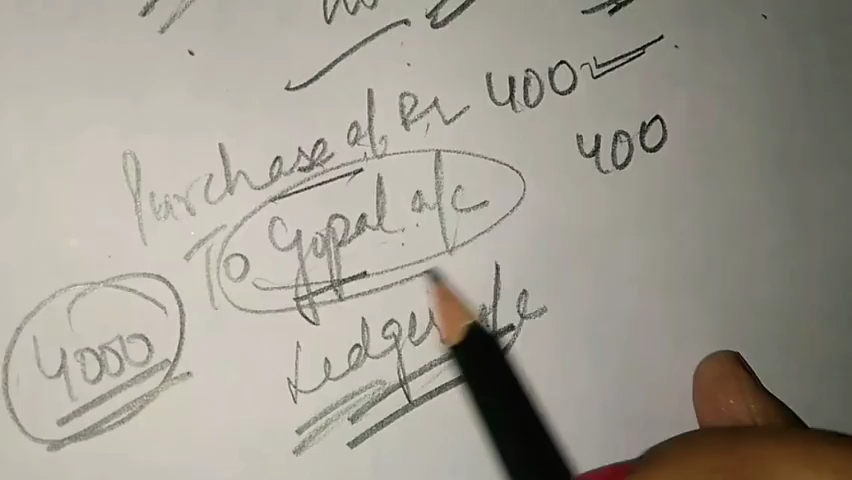 Purchase a/c Dr 400
400
To Gopal a/c
4000
Ledger a/c